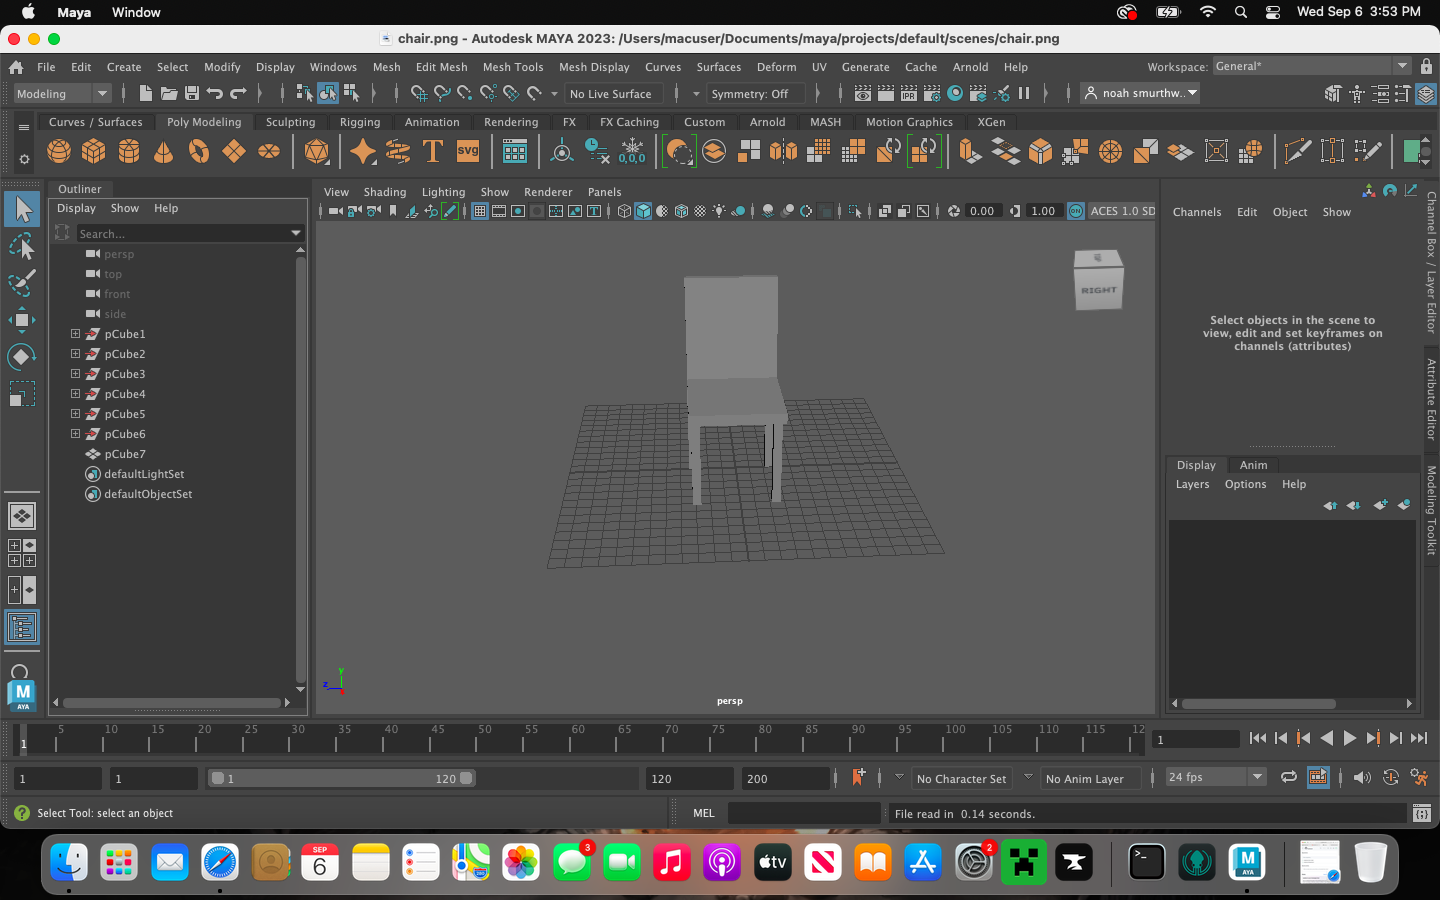 Maya Window Wed Sep 6 3:53 PM
chair.png - Autodesk MAYA 2023: /Users/macuser/Documents/maya/projects/default/scenes/chair.png
File Edit Create Select Modify Display Windows Mesh Edit Mesh Mesh Tools Mesh Display Curves Surfaces Deform UV Generate Cache Arnold Help Workspace: General*
Modeling No Live Surface Symmetry: Off IPR noah smurthw..
Curves / Surfaces Poly Modeling Sculpting Rigging Animation Rendering FX FX Caching Custom Arnold MASH Motion Graphics XGen
T SVG 0,0,0
Outliner
Display Show Help
Search...
persp
top
front
side
pCube1
pCube2
pCube3
pCube4
pCube5
pCube6
pCube7
defaultLightSet
defaultObjectSet
View Shading Lighting Show Renderer Panels
0.00 1.00 ON ACES 1.0 SD
RIGHT
y
z
persp
Channels Edit Object Show
Select objects in the scene to
view, edit and set keyframes on
channels (attributes)
Channel Box / Layer Editor
Attribute Editor
Modeling Toolkit
Display Anim
Layers Options Help
M
AYA
5 10 15 20 25 30 35 40 45 50 55 60 65 70 75 80 85 90 95 100 105 110 115 12
1 1
1 1 1 120 120 200 No Character Set No Anim Layer 24 fps
Select Tool: select an object MEL File read in 0.14 seconds.
SEP
6
3
tv
2
M
AYA